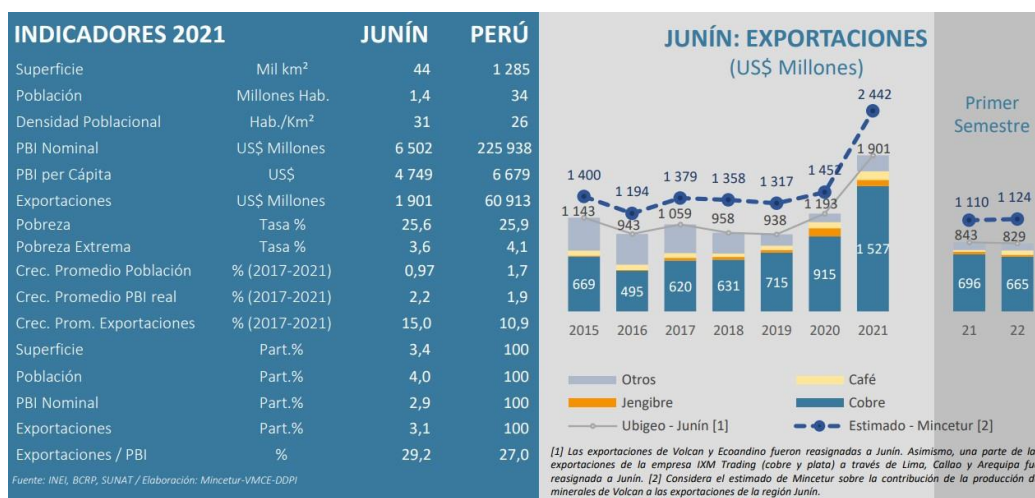 INDICADORES 2021 JUNÍN PERÚ
Superficie Mil km² 44 1 285
Población Millones Hab. 1,4 34
Densidad Poblacional Hab./Km² 31 26
PBI Nominal US$ Millones 6 502 225 938
PBI per Cápita US$ 4 749 6 679
Exportaciones US$ Millones 1 901 60 913
Pobreza Tasa % 25,6 25,9
Pobreza Extrema Tasa % 3,6 4,1
Crec. Promedio Población % (2017-2021) 0,97 1,7
Crec. Promedio PBI real % (2017-2021) 2,2 1,9
Crec. Prom. Exportaciones % (2017-2021) 15,0 10,9
Superficie Part.% 3,4 100
Población Part.% 4,0 100
PBI Nominal Part.% 2,9 100
Exportaciones Part.% 3,1 100
Exportaciones / PBI % 29,2 27,0
Fuente: INEI, BCRP, SUNAT / Elaboración: Mincetur-VMCE-DDPI
JUNÍN: EXPORTACIONES
(US$ Millones)
Primer
Semestre
1 400 1 194 1 379 1 358 1 317 2 442 1 110 1 124
1 143 943 1 059 958 938 1 193 1 901 843 829
669 495 620 631 715 915 1 527 696 665
2015 2016 2017 2018 2019 2020 2021 21 22
Otros Café
Jengibre Cobre
Ubigeo - Junín [1] Estimado - Mincetur [2]
[1] Las exportaciones de Volcan y Ecoandino fueron reasignadas a Junín. Asimismo, una parte de la
exportaciones de la empresa IXM Trading (cobre y plata) a través de Lima, Callao y Arequipa fu
reasignada a Junín. [2] Considera el estimado de Mincetur sobre la contribución de la producción d
minerales de Volcan a las exportaciones de la región Junín.